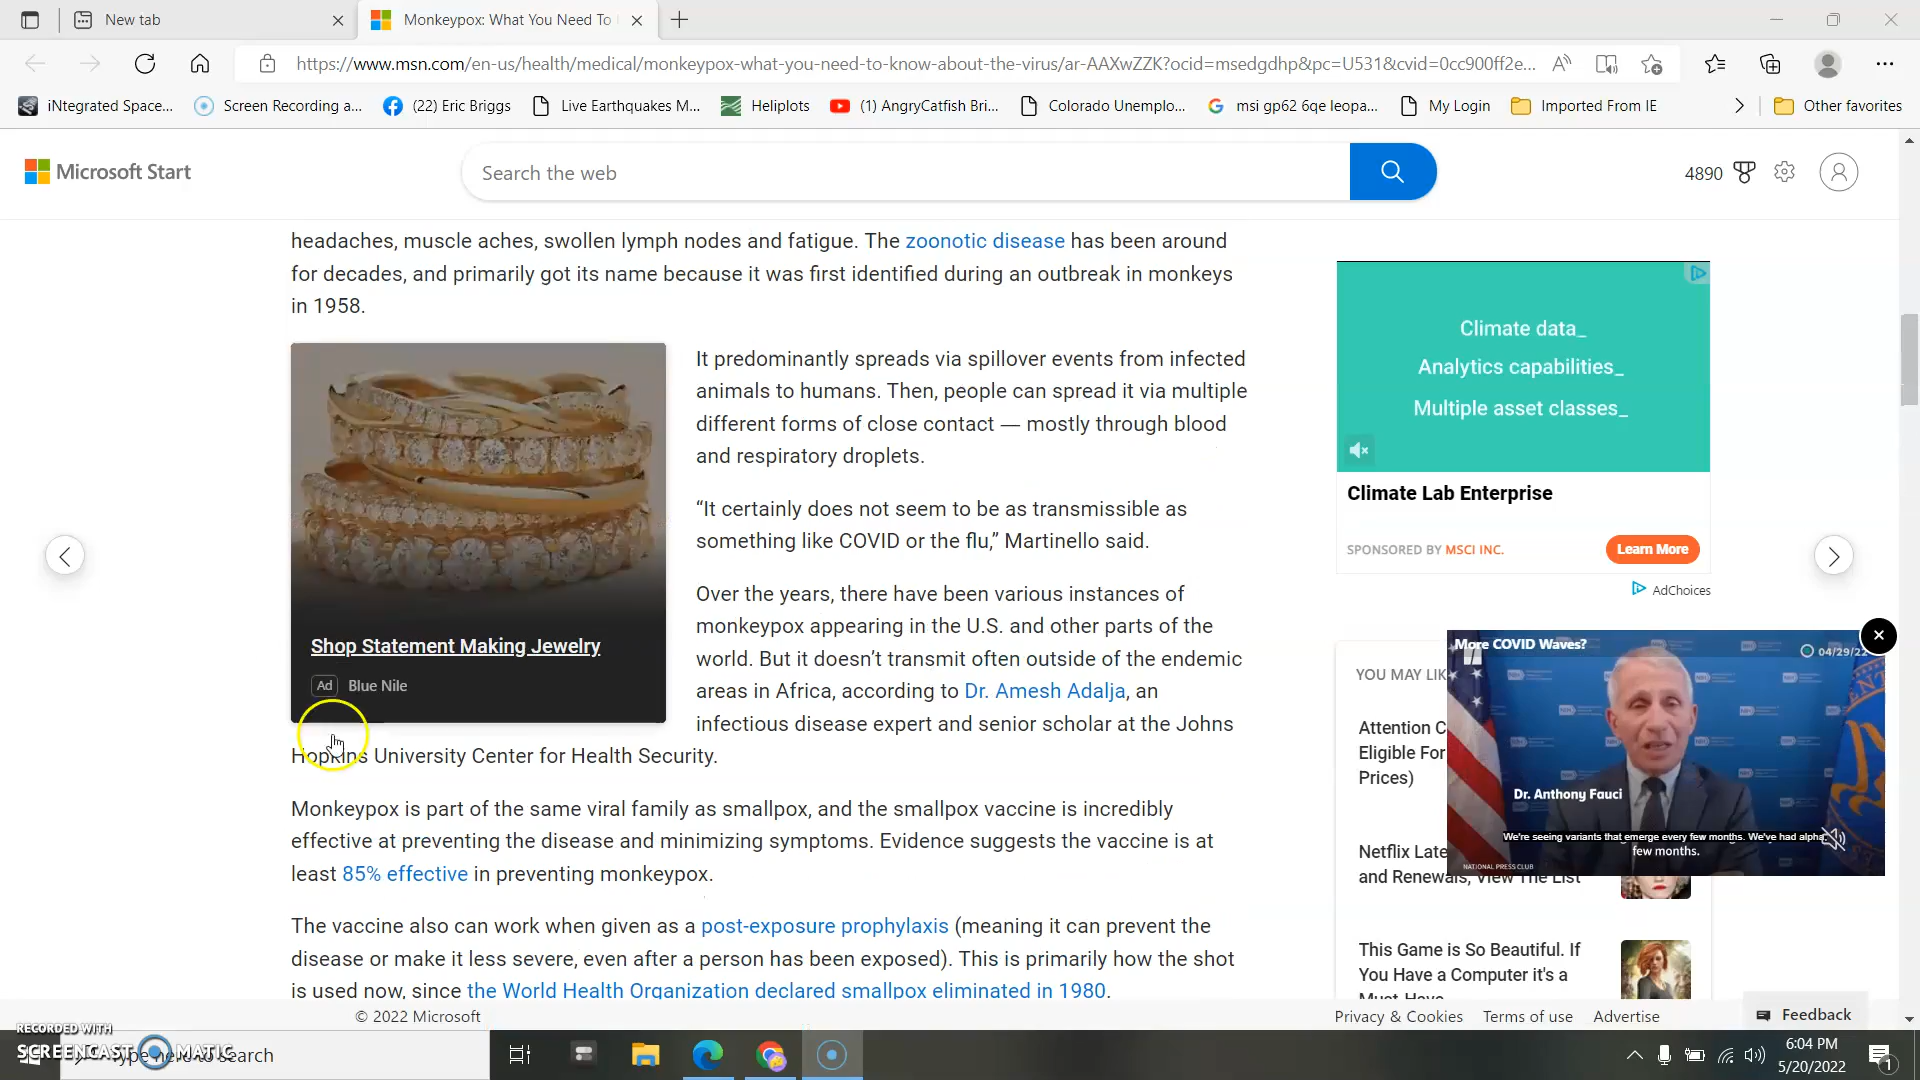 New tab
Monkeypox: What You Need To
https://www.msn.com/en-us/health/medical/monkeypox-what-you-need-to-know-about-the-virus/ar-AAXwZZK?ocid=msedgdhp&pc=U531&cvid=0cc900ff2e...
iNtegrated Space...
Screen Recording a...
(22) Eric Briggs
Live Earthquakes M...
Heliplots
(1) AngryCatfish Bri...
Colorado Unemplo...
msi gp62 6qe leopa...
My Login
Imported From IE
Other favorites
Microsoft Start
Search the web
4890
headaches, muscle aches, swollen lymph nodes and fatigue. The zoonotic disease has been around
for decades, and primarily got its name because it was first identified during an outbreak in monkeys
in 1958.
Shop Statement Making Jewelry
Ad Blue Nile
It predominantly spreads via spillover events from infected
animals to humans. Then, people can spread it via multiple
different forms of close contact — mostly through blood
and respiratory droplets.
“It certainly does not seem to be as transmissible as
something like COVID or the flu,” Martinello said.
Over the years, there have been various instances of
monkeypox appearing in the U.S. and other parts of the
world. But it doesn’t transmit often outside of the endemic
areas in Africa, according to Dr. Amesh Adalja, an
infectious disease expert and senior scholar at the Johns
Hopkins University Center for Health Security.
Monkeypox is part of the same viral family as smallpox, and the smallpox vaccine is incredibly
effective at preventing the disease and minimizing symptoms. Evidence suggests the vaccine is at
least 85% effective in preventing monkeypox.
The vaccine also can work when given as a post-exposure prophylaxis (meaning it can prevent the
disease or make it less severe, even after a person has been exposed). This is primarily how the shot
is used now, since the World Health Organization declared smallpox eliminated in 1980.
Climate data_
Analytics capabilities_
Multiple asset classes_
Climate Lab Enterprise
SPONSORED BY MSCI INC.
Learn More
AdChoices
YOU MAY LIK
Attention C
Eligible For
Prices)
Netflix Late
and Renewals, View The List
This Game is So Beautiful. If
You Have a Computer it's a
Must-Have
More COVID Waves?
04/29/22
Dr. Anthony Fauci
We're seeing variants that emerge every few months. We've had alpha,
few months.
NATIONAL PRESS CLUB
© 2022 Microsoft
Privacy & Cookies
Terms of use
Advertise
Feedback
RECORDED WITH
SCREENCAST MATIC
Type here to search
6:04 PM
5/20/2022
1